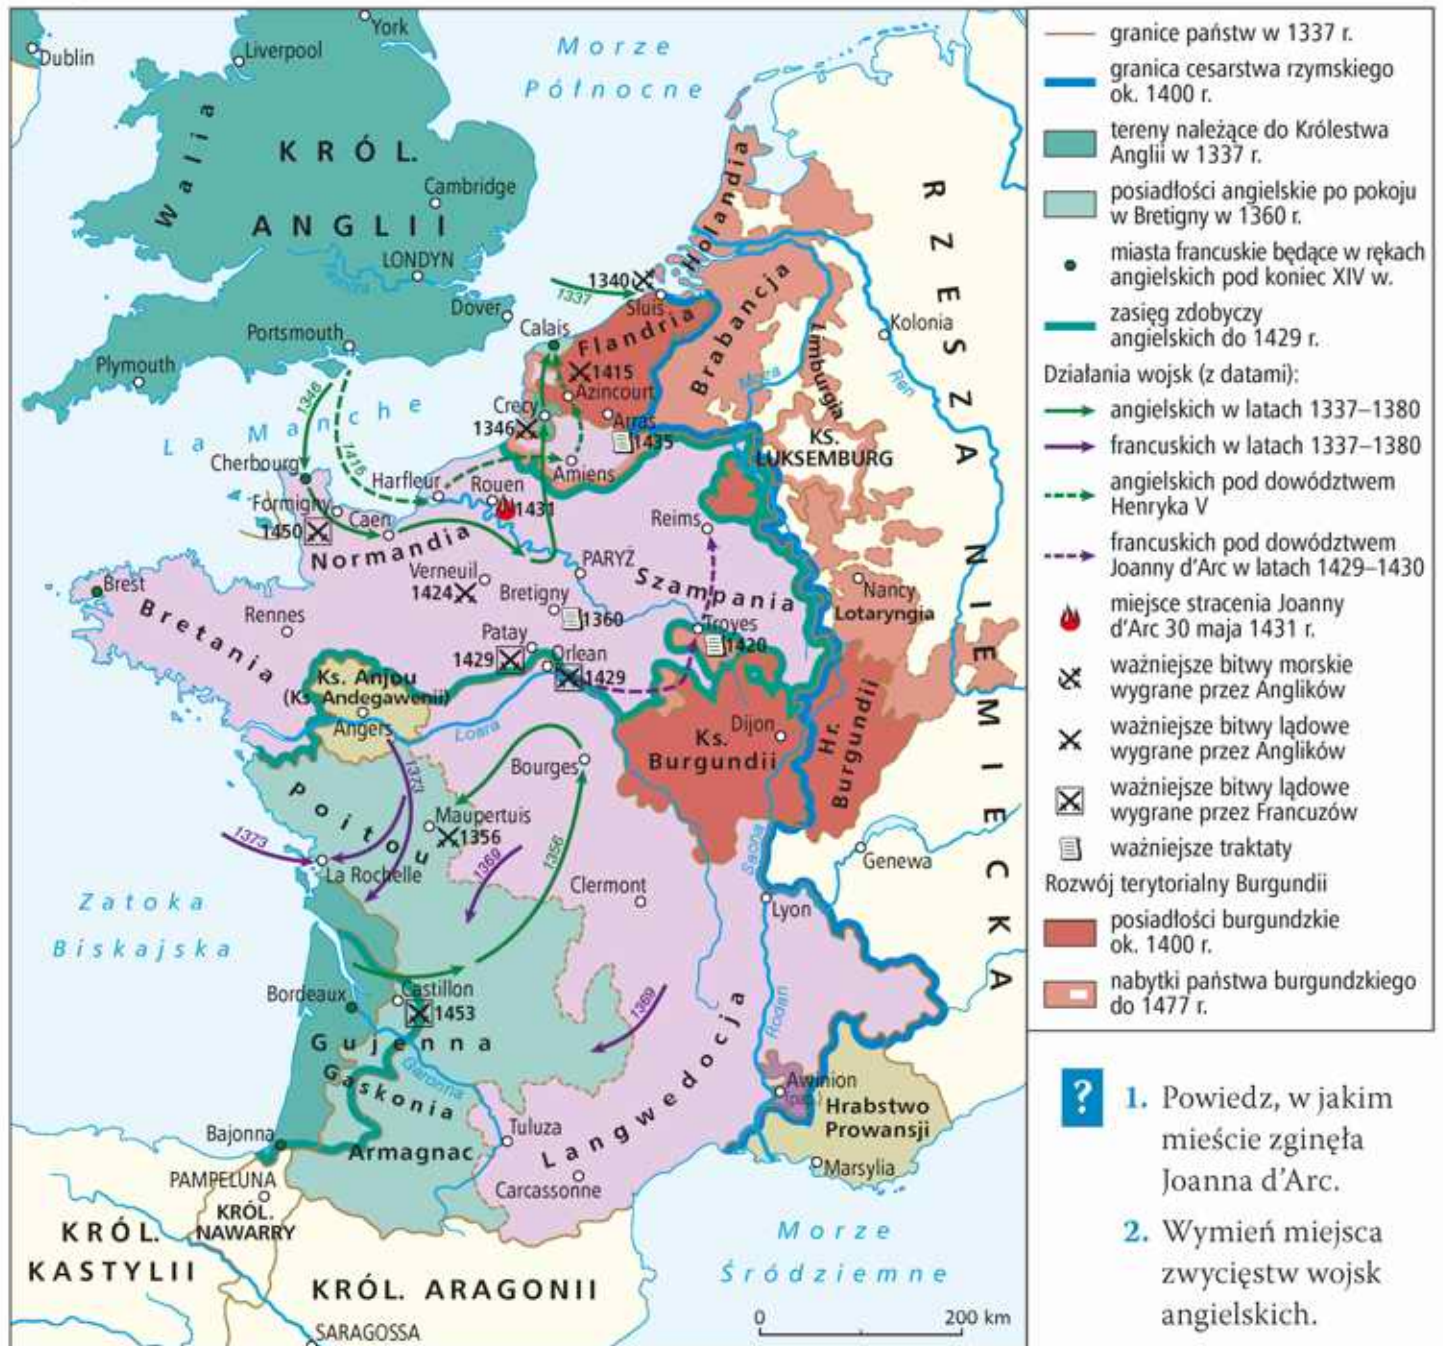 York
Dublin
Liverpool
Morze
Północne
Walia
KRÓL.
ANGLII
Cambridge
LONDYN
Dover
Portsmouth
Plymouth
Holandia
1340
1337
Sluis
Calais
Flandria
Brabancja
Limburgia
Kolonia
Ren
Moza
RZESZA NIEMIECKA
1415
Azincourt
Crecy
1346
Arras
1435
KS.
LUKSEMBURG
1346
1415
La Manche
Cherbourg
Harfleur
Rouen
1431
Amiens
Formigny
1450
Caen
Normandia
Reims
PARYŻ
Szampania
Verneuil
1424
Bretigny
1360
Nancy
Lotaryngia
Brest
Bretania
Rennes
Patay
1429
Orlean
1429
Troyes
1420
Ks. Anjou
(Ks. Andegawenii)
Angers
Loara
Dijon
Ks.
Burgundii
Hr.
Burgundii
Bourges
1373
Poitou
Maupertuis
1356
1373
La Rochelle
1369
1356
Genewa
Saona
Clermont
Lyon
Zatoka
Biskajska
Bordeaux
Castillon
1453
Gujenna
1369
Rodan
Garonna
Gaskonia
Langwedocja
Awinion
(pap.)
Hrabstwo
Prowansji
Bajonna
Armagnac
Tuluza
Marsylia
PAMPELUNA
KRÓL.
NAWARRY
Carcassonne
KRÓL.
KASTYLII
KRÓL. ARAGONII
Morze
Śródziemne
SARAGOSSA
0
200 km
granice państw w 1337 r.
granica cesarstwa rzymskiego
ok. 1400 r.
tereny należące do Królestwa
Anglii w 1337 r.
posiadłości angielskie po pokoju
w Bretigny w 1360 r.
miasta francuskie będące w rękach
angielskich pod koniec XIV w.
zasięg zdobyczy
angielskich do 1429 r.
Działania wojsk (z datami):
angielskich w latach 1337–1380
francuskich w latach 1337–1380
angielskich pod dowództwem
Henryka V
francuskich pod dowództwem
Joanny d’Arc w latach 1429–1430
miejsce stracenia Joanny
d’Arc 30 maja 1431 r.
ważniejsze bitwy morskie
wygrane przez Anglików
ważniejsze bitwy lądowe
wygrane przez Anglików
ważniejsze bitwy lądowe
wygrane przez Francuzów
ważniejsze traktaty
Rozwój terytorialny Burgundii
posiadłości burgundzkie
ok. 1400 r.
nabytki państwa burgundzkiego
do 1477 r.
?
1. Powiedz, w jakim
mieście zginęła
Joanna d’Arc.
2. Wymień miejsca
zwycięstw wojsk
angielskich.